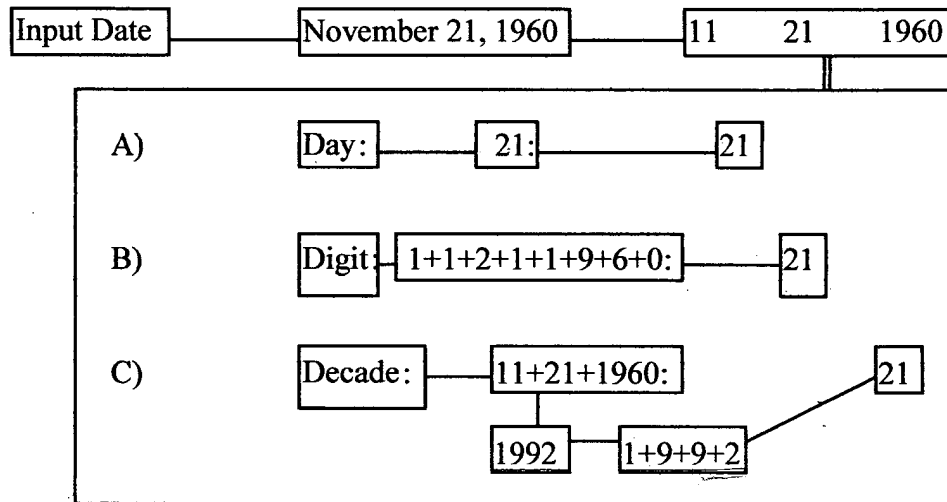 Input Date November 21, 1960 11 21 1960
A) Day: 21: 21
B) Digit: 1+1+2+1+1+9+6+0: 21
C) Decade: 11+21+1960: 21
1992 1+9+9+2